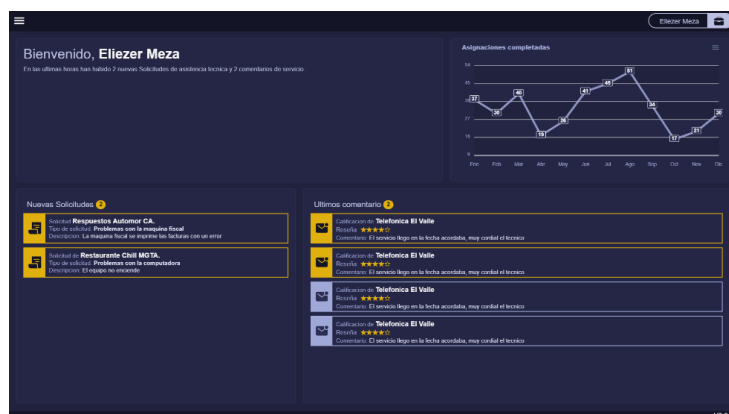 Eliezer Meza
Bienvenido, Eliezer Meza
En las ultimas horas has habido 2 nuevas Solicitudes de asistencia tecnica y 2 comentarios de servicio
Asignaciones completadas
54
45
36
27
18
9
37
30
40
19
26
41
45
51
34
17
21
30
Ene Feb Mar Abr May Jun Jul Ago Sep Oct Nov Dic
Nuevas Solicitudes 2
Solicitud Respuestos Automor CA.
Tipo de solicitud: Problemas con la maquina fiscal
Descripcion: La maquina fiscal se imprime las facturas con un error
Solicitud de Restaurante Chill MGTA.
Tipo de solicitud: Problemas con la computadora
Descripcion: El equipo no enciende
Ultimos comentario 2
Calificacion de Telefonica El Valle
Reseña ★★★★☆
Comentario: El servicio llego en la fecha acordaba, muy cordial el tecnico
Calificacion de Telefonica El Valle
Reseña ★★★★☆
Comentario: El servicio llego en la fecha acordaba, muy cordial el tecnico
Calificacion de Telefonica El Valle
Reseña ★★★★☆
Comentario: El servicio llego en la fecha acordaba, muy cordial el tecnico
Calificacion de Telefonica El Valle
Reseña ★★★★☆
Comentario: El servicio llego en la fecha acordaba, muy cordial el tecnico